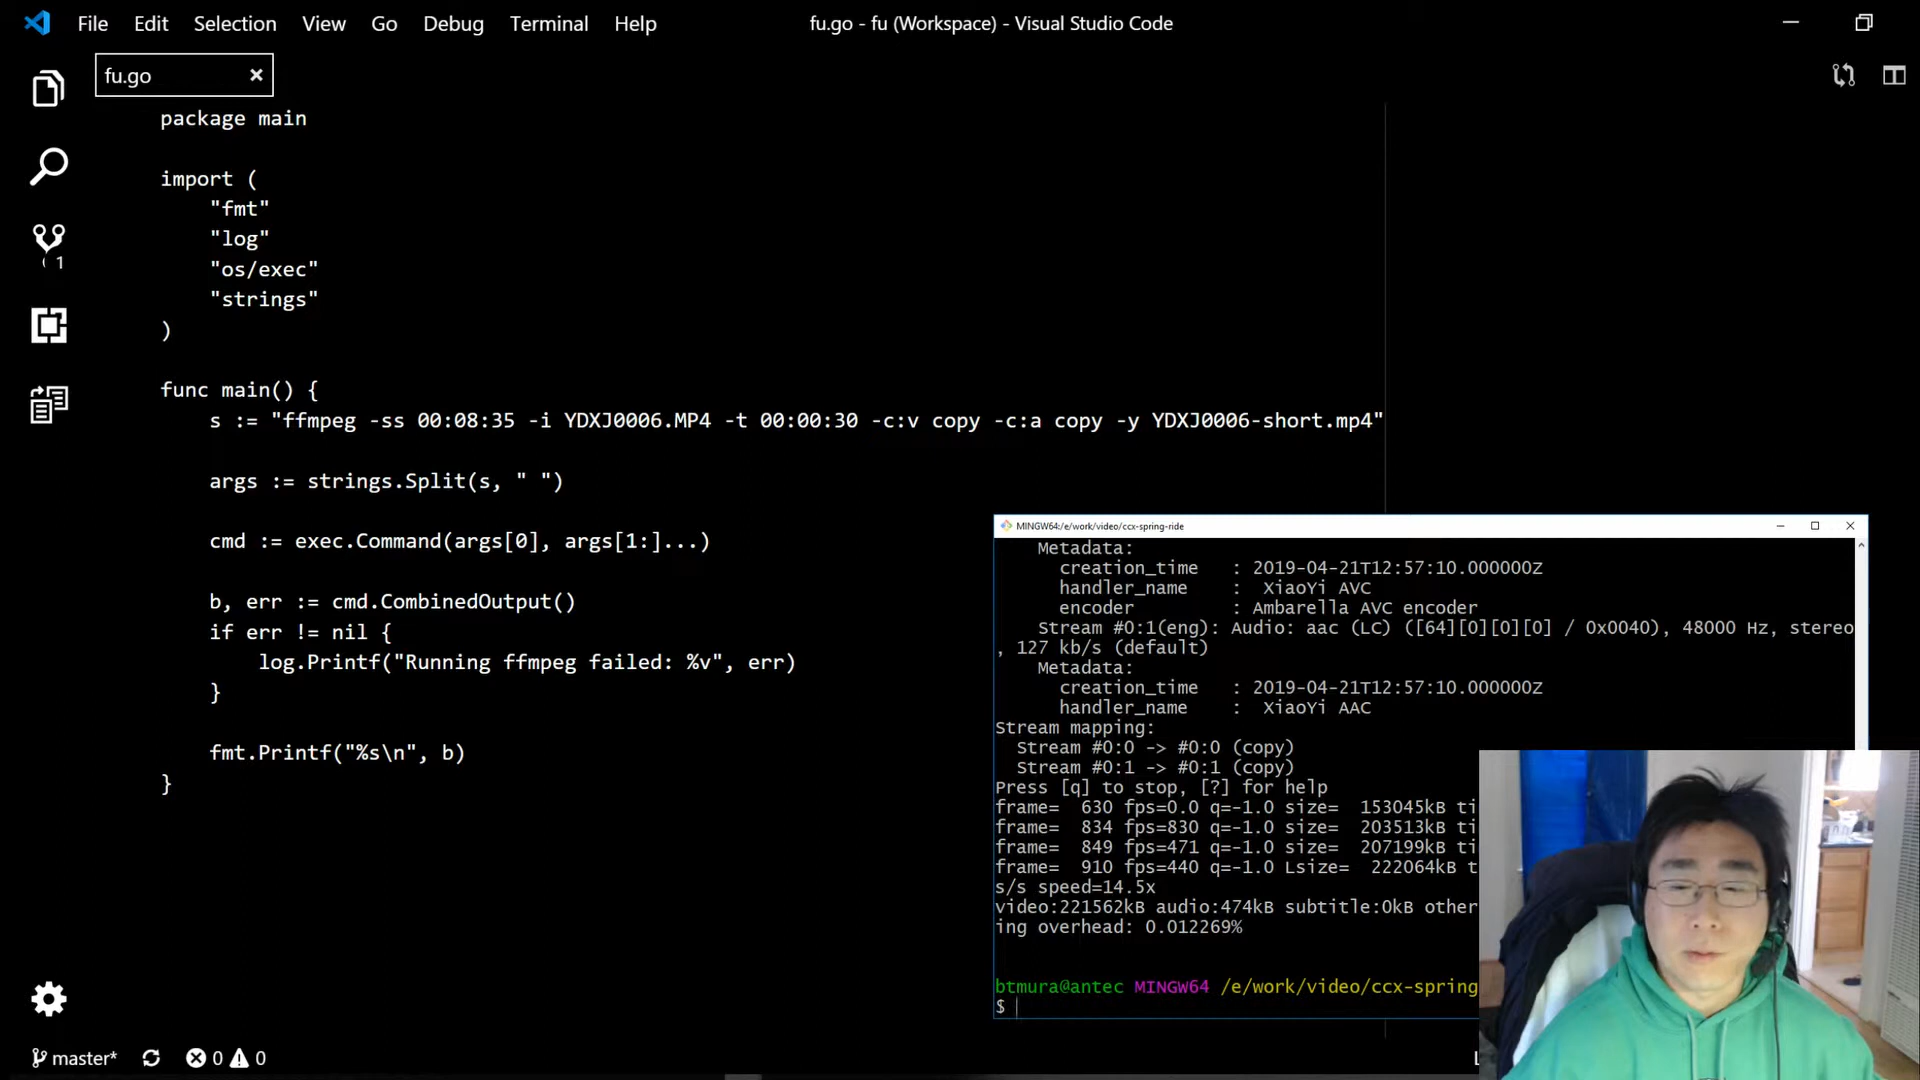 File Edit Selection View Go Debug Terminal Help
fu.go - fu (Workspace) - Visual Studio Code
fu.go
package main
import (
"fmt"
"log"
"os/exec"
"strings"
)
func main() {
s := "ffmpeg -ss 00:08:35 -i YDXJ0006.MP4 -t 00:00:30 -c:v copy -c:a copy -y YDXJ0006-short.mp4"
args := strings.Split(s, " ")
cmd := exec.Command(args[0], args[1:]...)
b, err := cmd.CombinedOutput()
if err != nil {
log.Printf("Running ffmpeg failed: %v", err)
}
fmt.Printf("%s\n", b)
}
1
MINGW64:/e/work/video/ccx-spring-ride
Metadata:
creation_time : 2019-04-21T12:57:10.000000Z
handler_name : XiaoYi AVC
encoder : Ambarella AVC encoder
Stream #0:1(eng): Audio: aac (LC) ([64][0][0][0] / 0x0040), 48000 Hz, stereo
, 127 kb/s (default)
Metadata:
creation_time : 2019-04-21T12:57:10.000000Z
handler_name : XiaoYi AAC
Stream mapping:
Stream #0:0 -> #0:0 (copy)
Stream #0:1 -> #0:1 (copy)
Press [q] to stop, [?] for help
frame= 630 fps=0.0 q=-1.0 size= 153045kB ti
frame= 834 fps=830 q=-1.0 size= 203513kB ti
frame= 849 fps=471 q=-1.0 size= 207199kB ti
frame= 910 fps=440 q=-1.0 Lsize= 222064kB t
s/s speed=14.5x
video:221562kB audio:474kB subtitle:0kB other
ing overhead: 0.012269%
btmura@antec MINGW64 /e/work/video/ccx-spring
$
master* 0 0